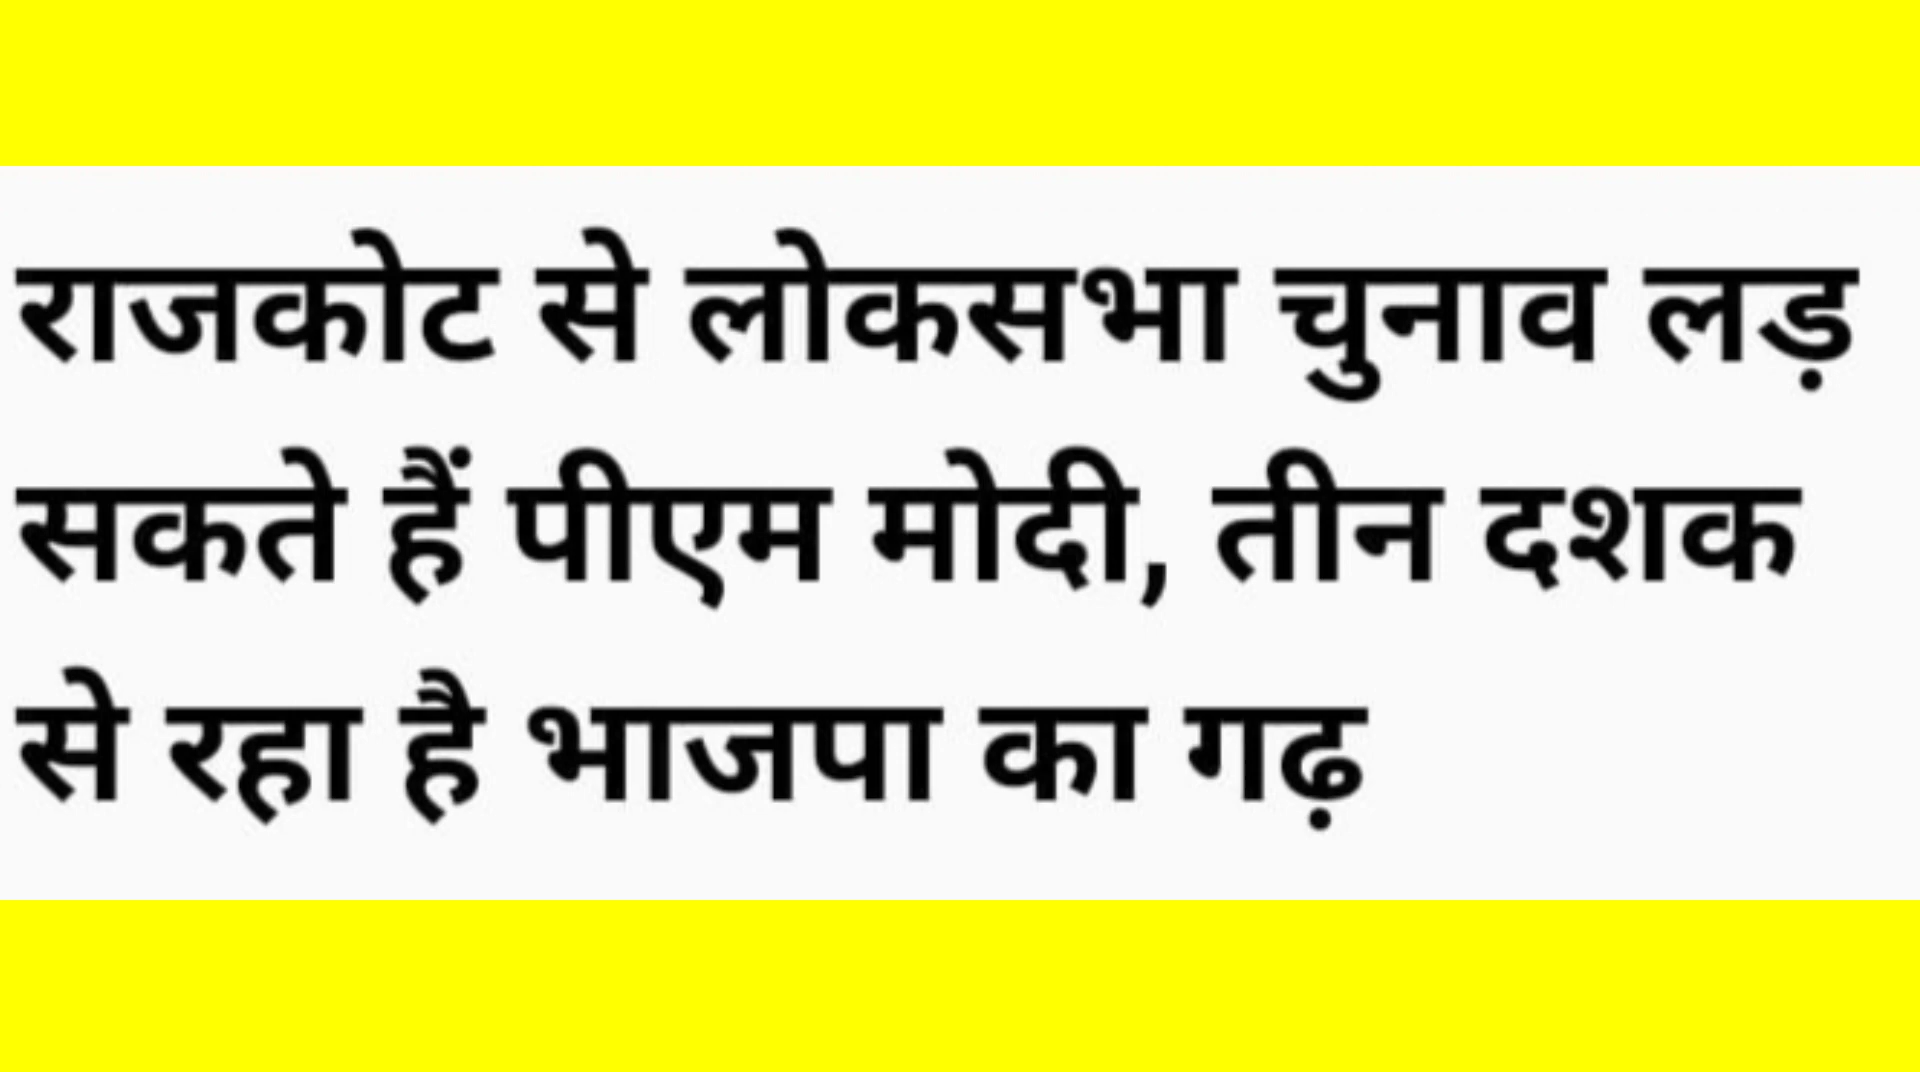 राजकोट से लोकसभा चुनाव लड़
सकते हैं पीएम मोदी, तीन दशक
से रहा है भाजपा का गढ़